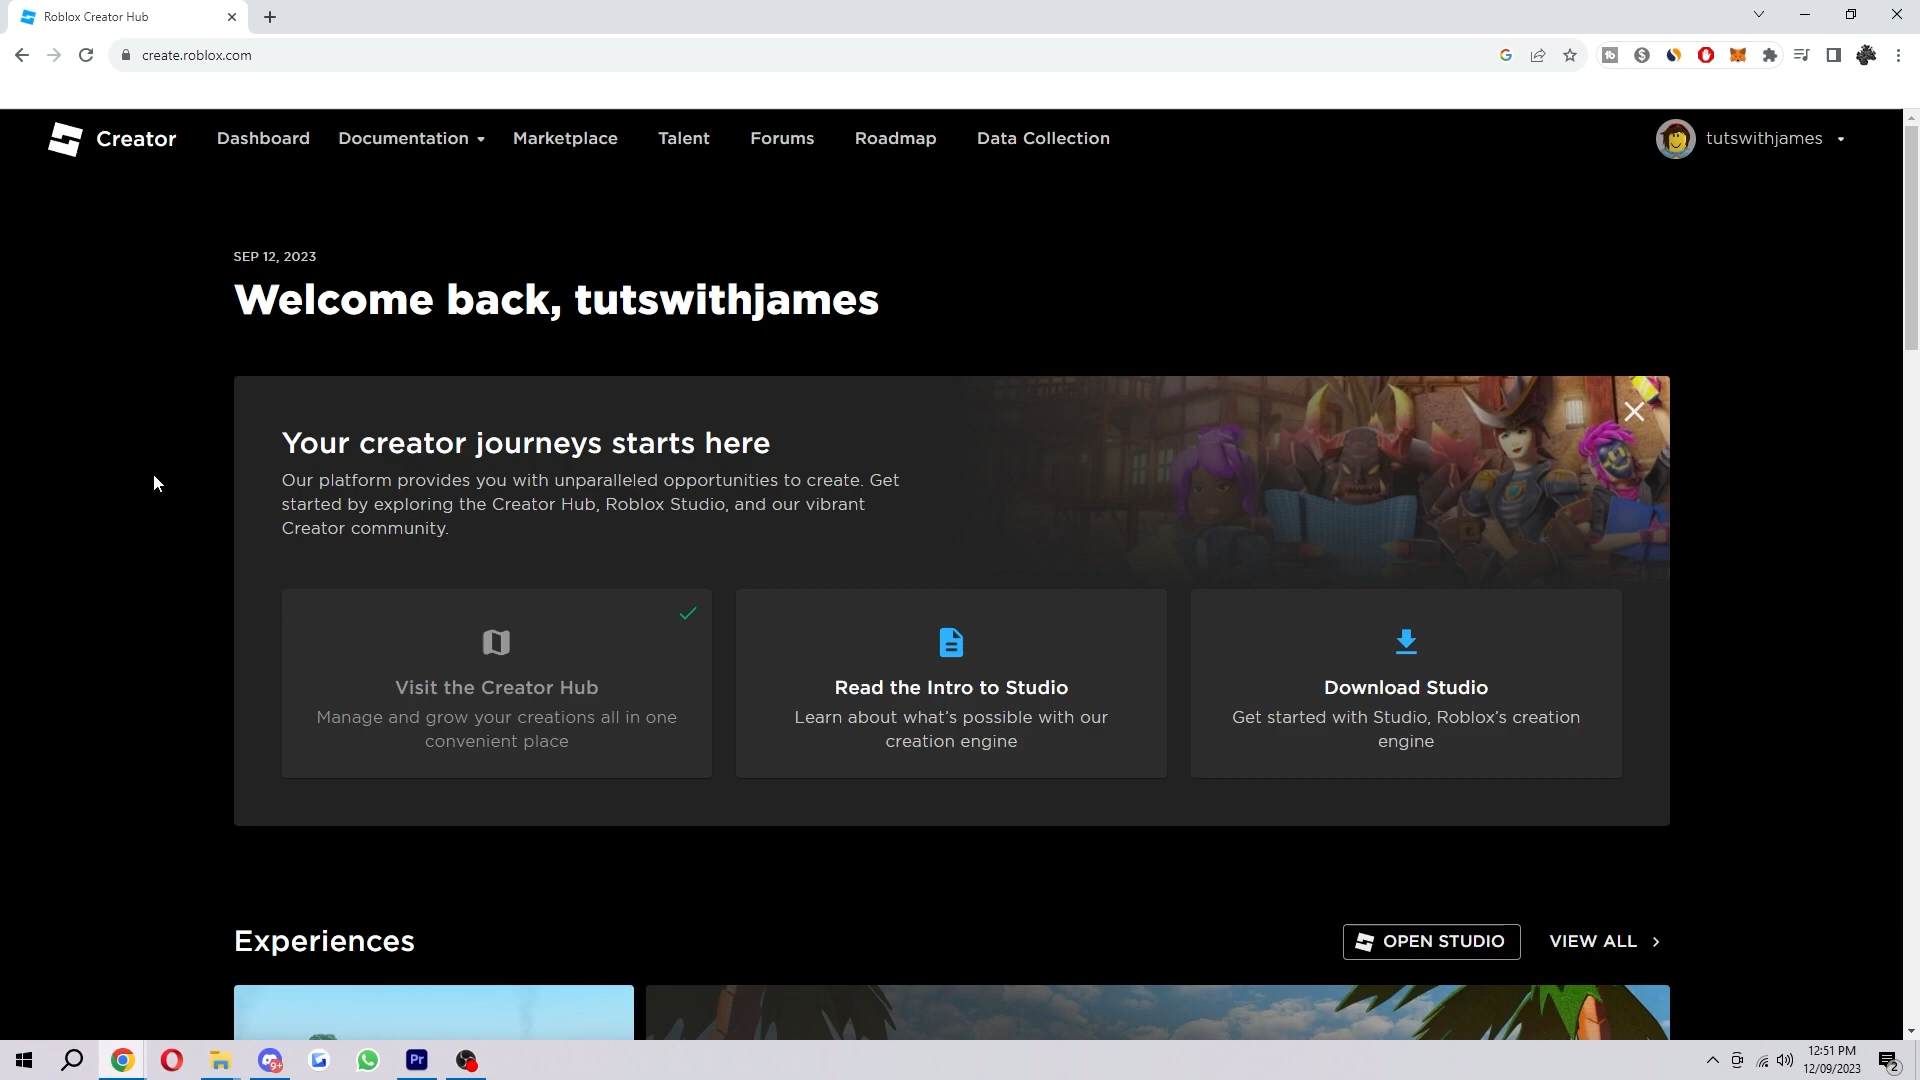 Roblox Creator Hub
create.roblox.com
Creator
Dashboard
Documentation
Marketplace
Talent
Forums
Roadmap
Data Collection
tutswithjames
SEP 12, 2023
Welcome back, tutswithjames
Your creator journeys starts here
Our platform provides you with unparalleled opportunities to create. Get
started by exploring the Creator Hub, Roblox Studio, and our vibrant
Creator community.
Visit the Creator Hub
Manage and grow your creations all in one
convenient place
Read the Intro to Studio
Learn about what's possible with our
creation engine
Download Studio
Get started with Studio, Roblox's creation
engine
Experiences
OPEN STUDIO
VIEW ALL
9+
Pr
12:51 PM
12/09/2023
2